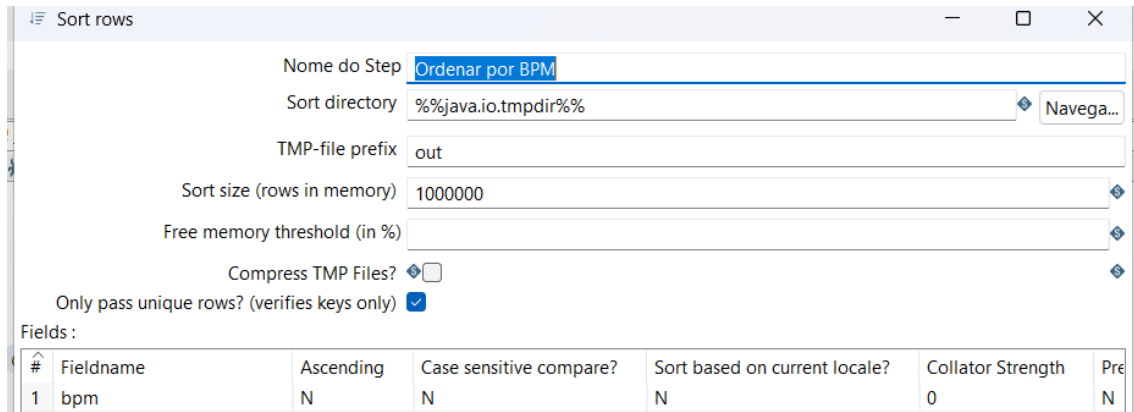 Sort rows
Nome do Step Ordenar por BPM
Sort directory %%java.io.tmpdir%% Navega...
TMP-file prefix out
Sort size (rows in memory) 1000000
Free memory threshold (in %)
Compress TMP Files?
Only pass unique rows? (verifies keys only)
Fields :
# Fieldname Ascending Case sensitive compare? Sort based on current locale? Collator Strength Pre
1 bpm N N N 0 N